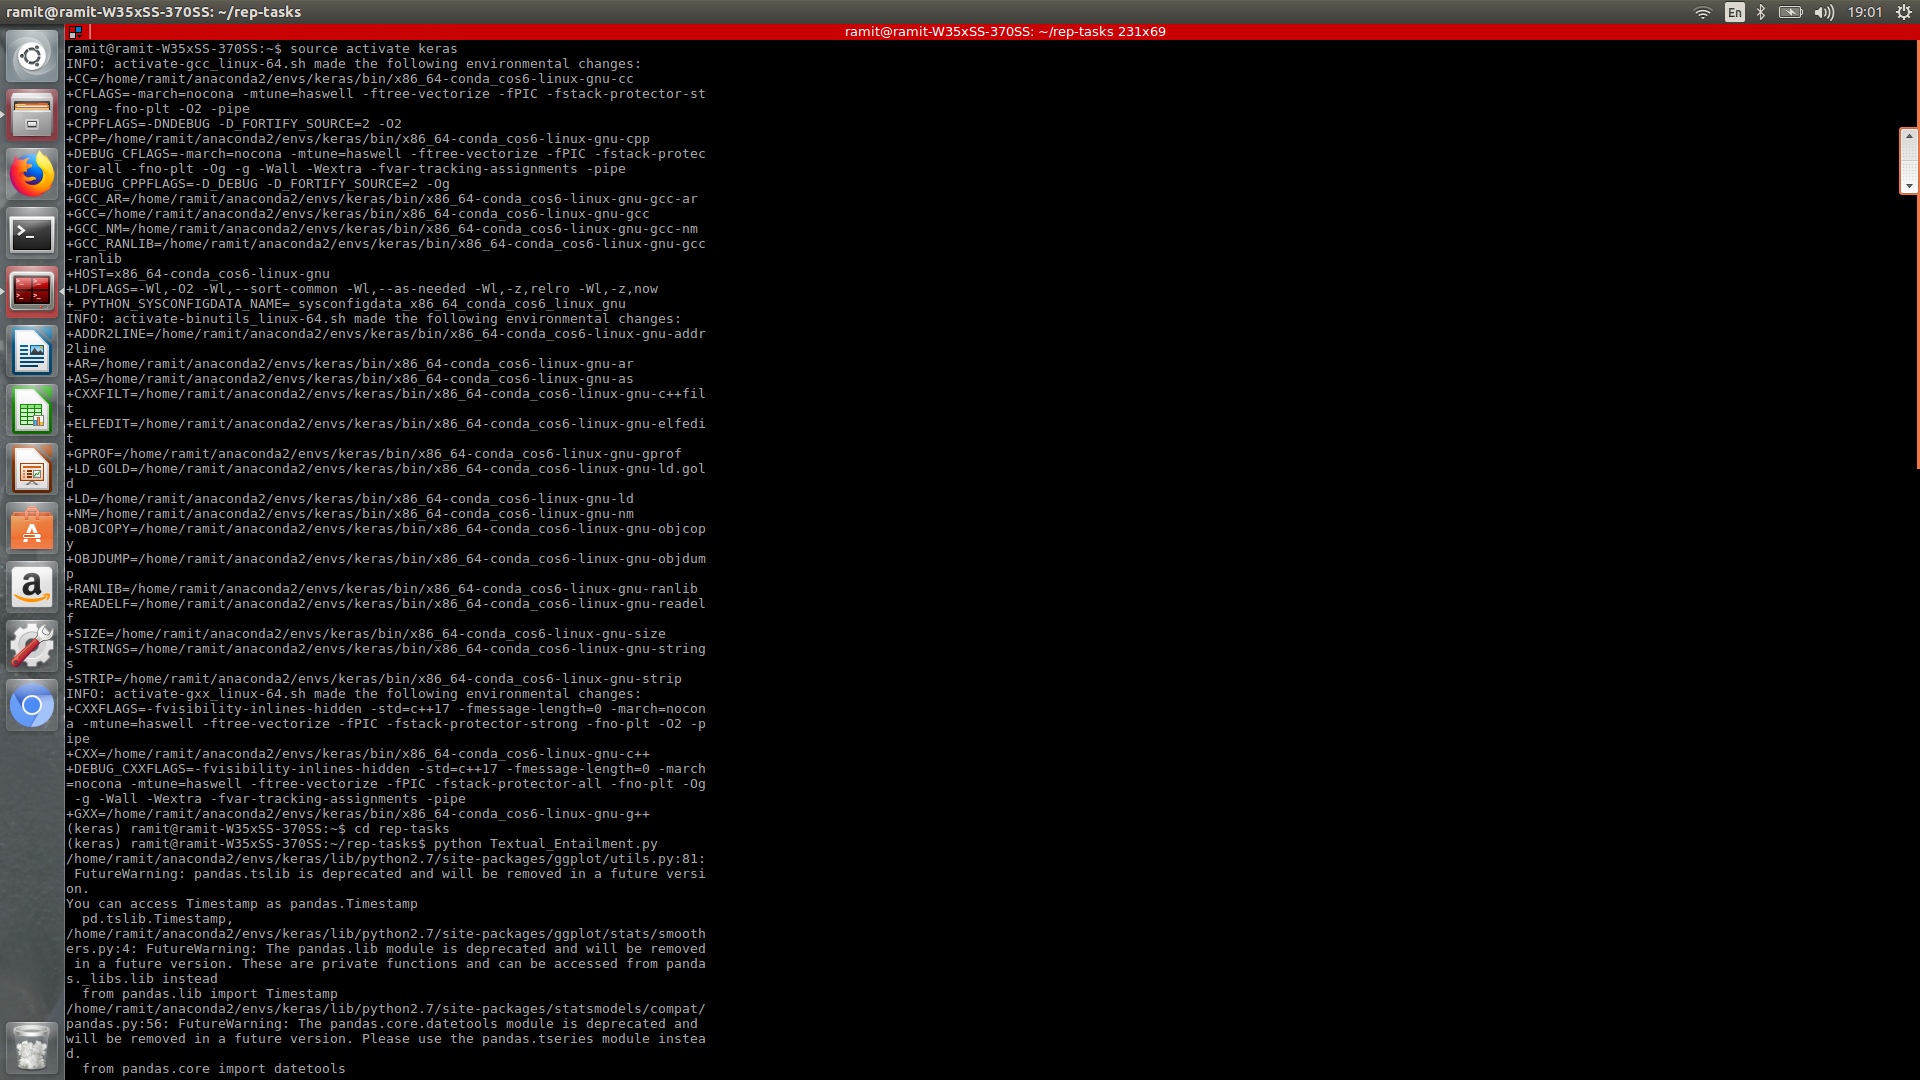 ramit@ramit-W35xSS-370SS: ~/rep-tasks
En
19:01
ramit@ramit-W35xSS-370SS: ~/rep-tasks 231x69
ramit@ramit-W35xSS-370SS:~$ source activate keras
INFO: activate-gcc_linux-64.sh made the following environmental changes:
+CC=/home/ramit/anaconda2/envs/keras/bin/x86_64-conda_cos6-linux-gnu-cc
+CFLAGS=-march=nocona -mtune=haswell -ftree-vectorize -fPIC -fstack-protector-st
rong -fno-plt -O2 -pipe
+CPPFLAGS=-DNDEBUG -D_FORTIFY_SOURCE=2 -O2
+CPP=/home/ramit/anaconda2/envs/keras/bin/x86_64-conda_cos6-linux-gnu-cpp
+DEBUG_CFLAGS=-march=nocona -mtune=haswell -ftree-vectorize -fPIC -fstack-protec
tor-all -fno-plt -Og -g -Wall -Wextra -fvar-tracking-assignments -pipe
+DEBUG_CPPFLAGS=-D_DEBUG -D_FORTIFY_SOURCE=2 -Og
+GCC_AR=/home/ramit/anaconda2/envs/keras/bin/x86_64-conda_cos6-linux-gnu-gcc-ar
+GCC=/home/ramit/anaconda2/envs/keras/bin/x86_64-conda_cos6-linux-gnu-gcc
+GCC_NM=/home/ramit/anaconda2/envs/keras/bin/x86_64-conda_cos6-linux-gnu-gcc-nm
+GCC_RANLIB=/home/ramit/anaconda2/envs/keras/bin/x86_64-conda_cos6-linux-gnu-gcc
-ranlib
+HOST=x86_64-conda_cos6-linux-gnu
+LDFLAGS=-Wl,-O2 -Wl,--sort-common -Wl,--as-needed -Wl,-z,relro -Wl,-z,now
+_PYTHON_SYSCONFIGDATA_NAME=_sysconfigdata_x86_64_conda_cos6_linux_gnu
INFO: activate-binutils_linux-64.sh made the following environmental changes:
+ADDR2LINE=/home/ramit/anaconda2/envs/keras/bin/x86_64-conda_cos6-linux-gnu-addr
2line
+AR=/home/ramit/anaconda2/envs/keras/bin/x86_64-conda_cos6-linux-gnu-ar
+AS=/home/ramit/anaconda2/envs/keras/bin/x86_64-conda_cos6-linux-gnu-as
+CXXFILT=/home/ramit/anaconda2/envs/keras/bin/x86_64-conda_cos6-linux-gnu-c++fil
t
+ELFEDIT=/home/ramit/anaconda2/envs/keras/bin/x86_64-conda_cos6-linux-gnu-elfedi
t
+GPROF=/home/ramit/anaconda2/envs/keras/bin/x86_64-conda_cos6-linux-gnu-gprof
+LD_GOLD=/home/ramit/anaconda2/envs/keras/bin/x86_64-conda_cos6-linux-gnu-ld.gol
d
+LD=/home/ramit/anaconda2/envs/keras/bin/x86_64-conda_cos6-linux-gnu-ld
+NM=/home/ramit/anaconda2/envs/keras/bin/x86_64-conda_cos6-linux-gnu-nm
+OBJCOPY=/home/ramit/anaconda2/envs/keras/bin/x86_64-conda_cos6-linux-gnu-objcop
y
+OBJDUMP=/home/ramit/anaconda2/envs/keras/bin/x86_64-conda_cos6-linux-gnu-objdum
p
+RANLIB=/home/ramit/anaconda2/envs/keras/bin/x86_64-conda_cos6-linux-gnu-ranlib
+READELF=/home/ramit/anaconda2/envs/keras/bin/x86_64-conda_cos6-linux-gnu-readel
f
+SIZE=/home/ramit/anaconda2/envs/keras/bin/x86_64-conda_cos6-linux-gnu-size
+STRINGS=/home/ramit/anaconda2/envs/keras/bin/x86_64-conda_cos6-linux-gnu-string
s
+STRIP=/home/ramit/anaconda2/envs/keras/bin/x86_64-conda_cos6-linux-gnu-strip
INFO: activate-gxx_linux-64.sh made the following environmental changes:
+CXXFLAGS=-fvisibility-inlines-hidden -std=c++17 -fmessage-length=0 -march=nocon
a -mtune=haswell -ftree-vectorize -fPIC -fstack-protector-strong -fno-plt -O2 -p
ipe
+CXX=/home/ramit/anaconda2/envs/keras/bin/x86_64-conda_cos6-linux-gnu-c++
+DEBUG_CXXFLAGS=-fvisibility-inlines-hidden -std=c++17 -fmessage-length=0 -march
=nocona -mtune=haswell -ftree-vectorize -fPIC -fstack-protector-all -fno-plt -Og
 -g -Wall -Wextra -fvar-tracking-assignments -pipe
+GXX=/home/ramit/anaconda2/envs/keras/bin/x86_64-conda_cos6-linux-gnu-g++
(keras) ramit@ramit-W35xSS-370SS:~$ cd rep-tasks
(keras) ramit@ramit-W35xSS-370SS:~/rep-tasks$ python Textual_Entailment.py
/home/ramit/anaconda2/envs/keras/lib/python2.7/site-packages/ggplot/utils.py:81:
 FutureWarning: pandas.tslib is deprecated and will be removed in a future versi
on.
You can access Timestamp as pandas.Timestamp
  pd.tslib.Timestamp,
/home/ramit/anaconda2/envs/keras/lib/python2.7/site-packages/ggplot/stats/smooth
ers.py:4: FutureWarning: The pandas.lib module is deprecated and will be removed
 in a future version. These are private functions and can be accessed from panda
s._libs.lib instead
  from pandas.lib import Timestamp
/home/ramit/anaconda2/envs/keras/lib/python2.7/site-packages/statsmodels/compat/
pandas.py:56: FutureWarning: The pandas.core.datetools module is deprecated and
will be removed in a future version. Please use the pandas.tseries module instea
d.
  from pandas.core import datetools